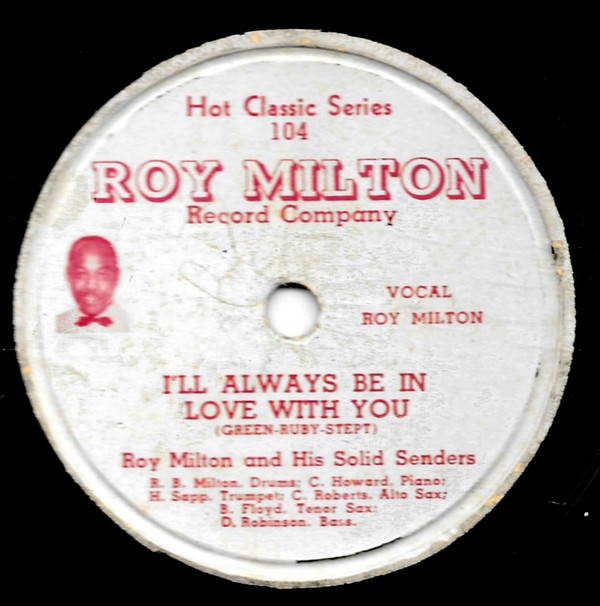 Hot Classic Series
104
ROY MILTON
Record Company
VOCAL
ROY MILTON
I'LL ALWAYS BE IN
LOVE WITH YOU
(GREEN-RUBY-STEPT)
Roy Milton and His Solid Senders
R. B. Milton, Drums; C. Howard, Piano;
H. Sapp, Trumpet; C. Roberts, Alto Sax;
B. Floyd, Tenor Sax;
D. Robinson, Bass.